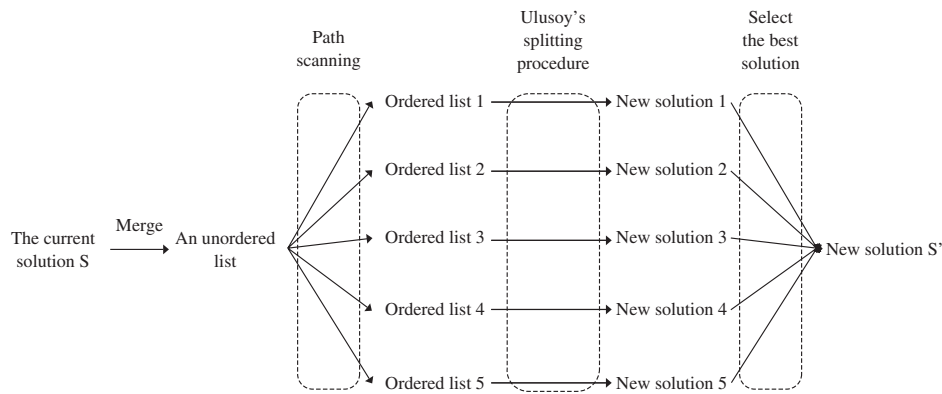 Path
scanning
Ulusoy's
splitting
procedure
Select
the best
solution
Ordered list 1
New solution 1
Ordered list 2
New solution 2
The current
solution S
Merge
An unordered
list
Ordered list 3
New solution 3
New solution S'
Ordered list 4
New solution 4
Ordered list 5
New solution 5